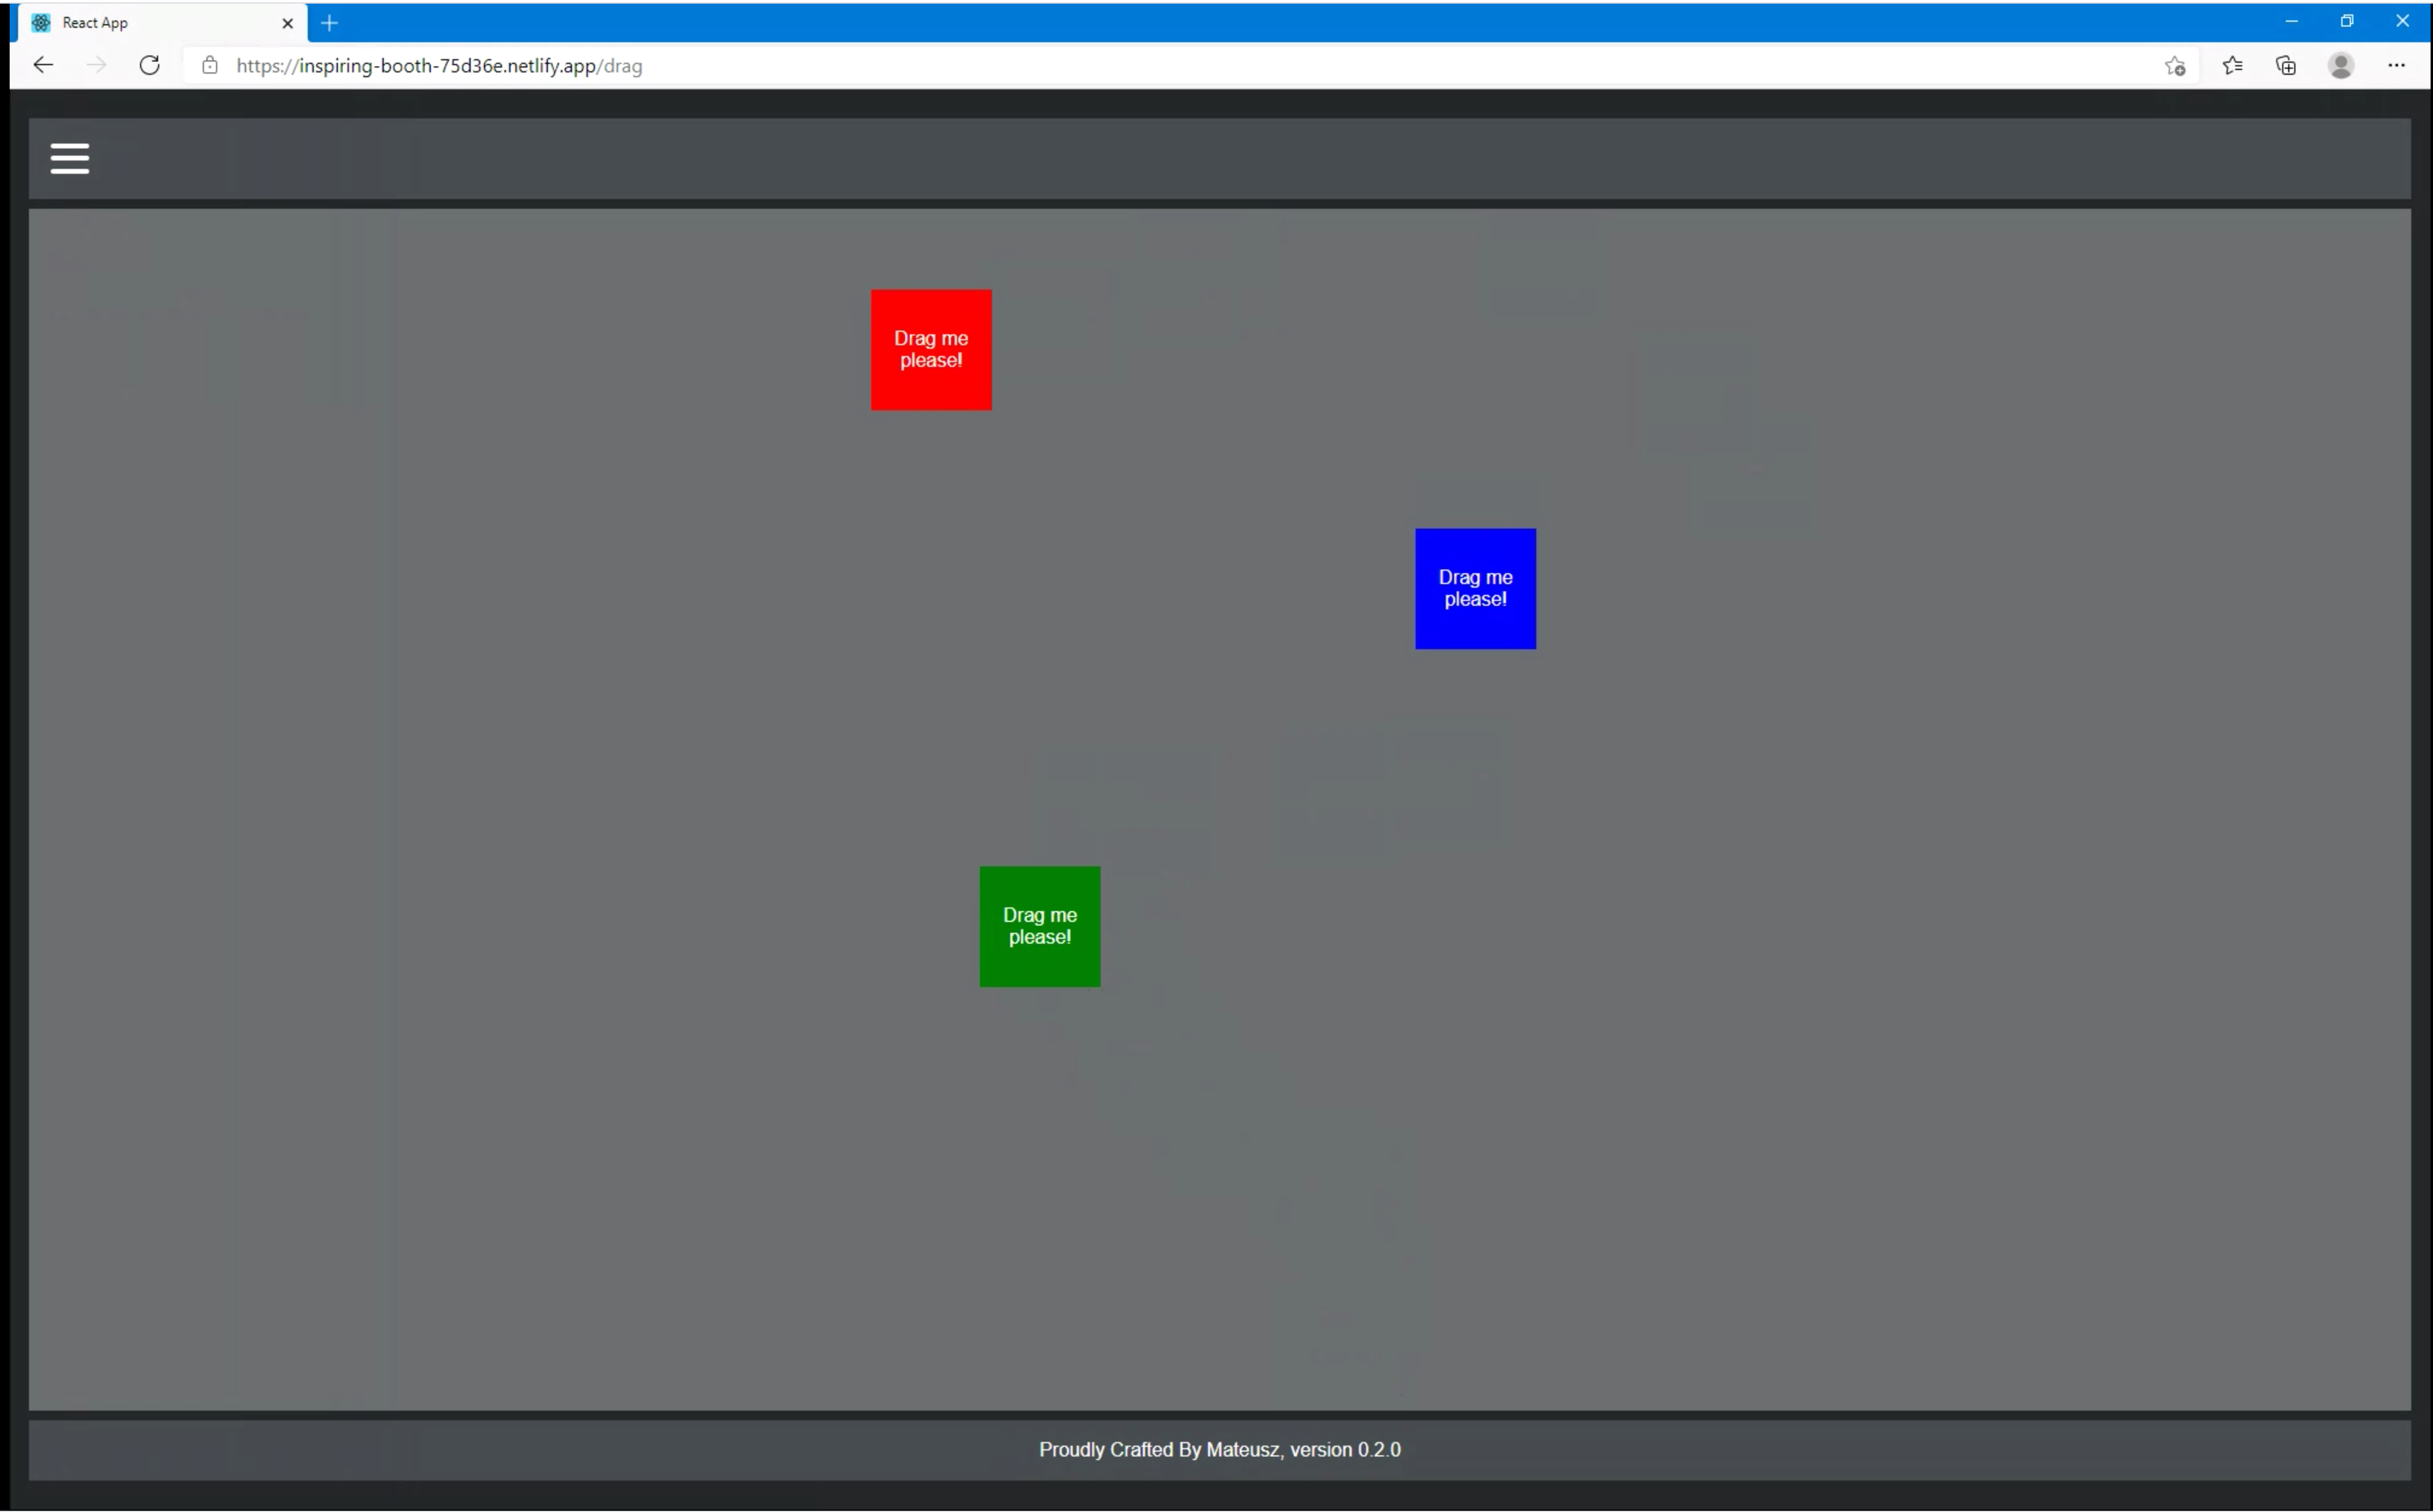 React App
https://inspiring-booth-75d36e.netlify.app/drag
Drag me
please!
Drag me
please!
Drag me
please!
Proudly Crafted By Mateusz, version 0.2.0